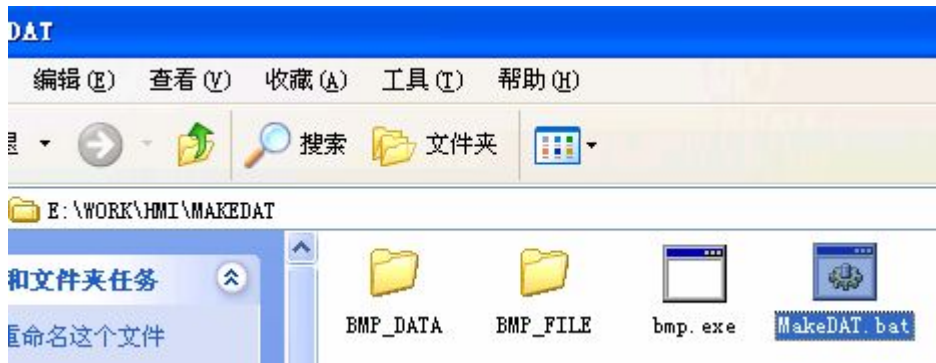 DAT
编辑(E) 查看(V) 收藏(A) 工具(T) 帮助(H)
搜索 文件夹
E:\WORK\HMI\MAKEDAT
和文件夹任务
重命名这个文件
BMP_DATA BMP_FILE bmp.exe MakeDAT.bat